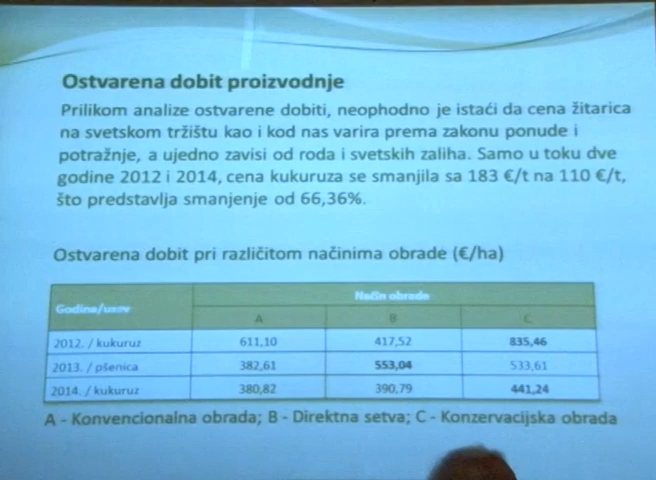 Ostvarena dobit proizvodnje
Prilikom analize ostvarene dobiti, neophodno je istaći da cena žitarica
na svetskom tržištu kao i kod nas varira prema zakonu ponude i
potražnje, a ujedno zavisi od roda i svetskih zaliha. Samo u toku dve
godine 2012 i 2014, cena kukuruza se smanjila sa 183 €/t na 110 €/t,
što predstavlja smanjenje od 66,36%.
Ostvarena dobit pri različitom načinima obrade (€/ha)
Godina/usev Način obrade
A B C
2012. / kukuruz 611,10 417,52 835,46
2013. / pšenica 382,61 553,04 533,61
2014. / kukuruz 380,82 390,79 441,24
A - Konvencionalna obrada; B - Direktna setva; C - Konzervacijska obrada